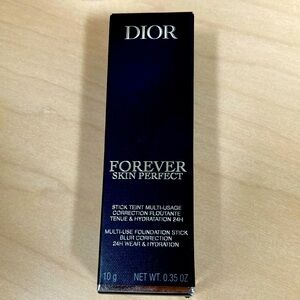 DIOR
FOREVER
SKIN PERFECT
STICK TEINT MULTI-USAGE
CORRECTION FLOUTANTE
TENUE & HYDRATATION 24H
MULTI-USE FOUNDATION STICK
BLUR CORRECTION
24H WEAR & HYDRATION
10 g NET WT. 0.35 OZ